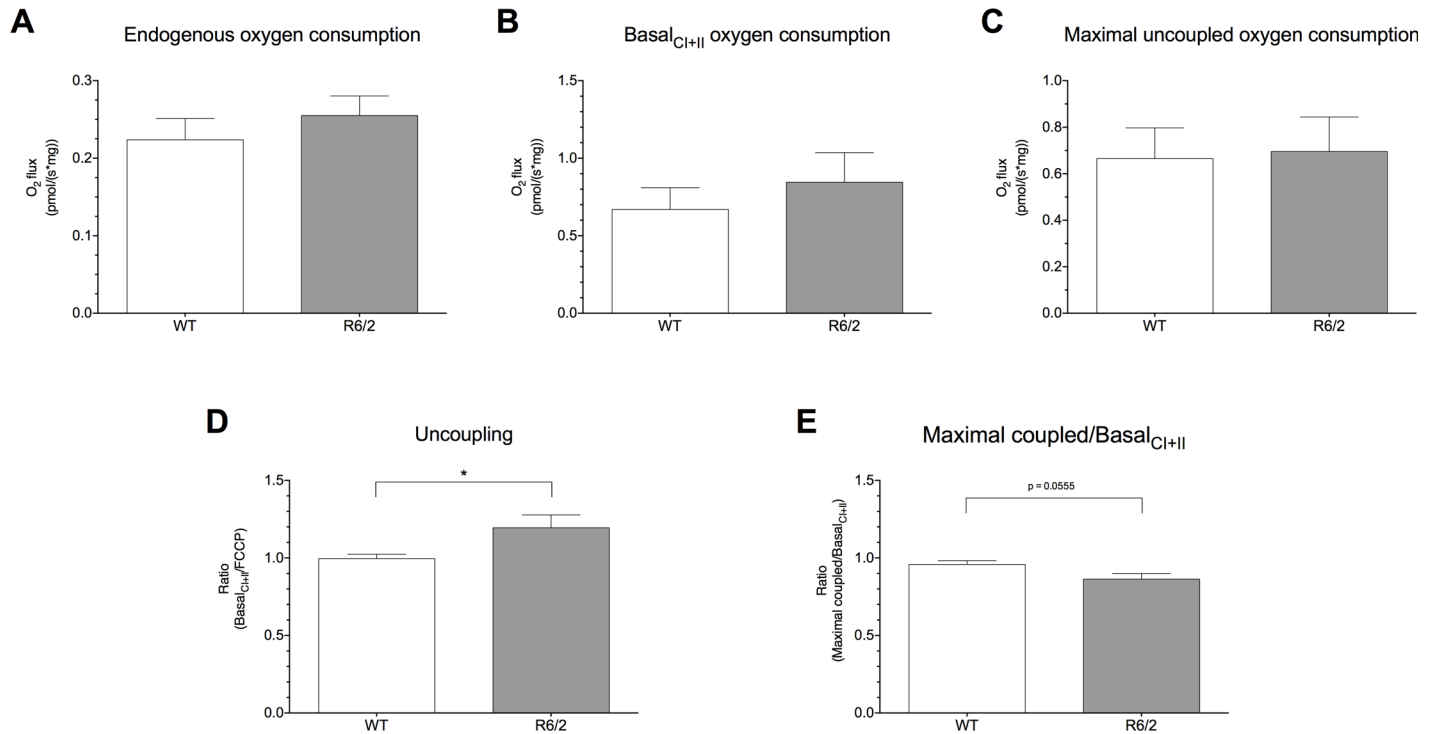 A
Endogenous oxygen consumption
O2 flux
(pmol/(s*mg))
0.3
0.2
0.1
0.0
WT
R6/2
B
BasalCI+II oxygen consumption
O2 flux
(pmol/(s*mg))
1.5
1.0
0.5
0.0
WT
R6/2
C
Maximal uncoupled oxygen consumption
O2 flux
(pmol/(s*mg))
1.0
0.8
0.6
0.4
0.2
0.0
WT
R6/2
D
Uncoupling
Ratio
(BasalCI+II/FCCP)
1.5
1.0
0.5
0.0
*
WT
R6/2
E
Maximal coupled/BasalCI+II
Ratio
(Maximal coupled/BasalCI+II)
1.5
1.0
0.5
0.0
p = 0.0555
WT
R6/2